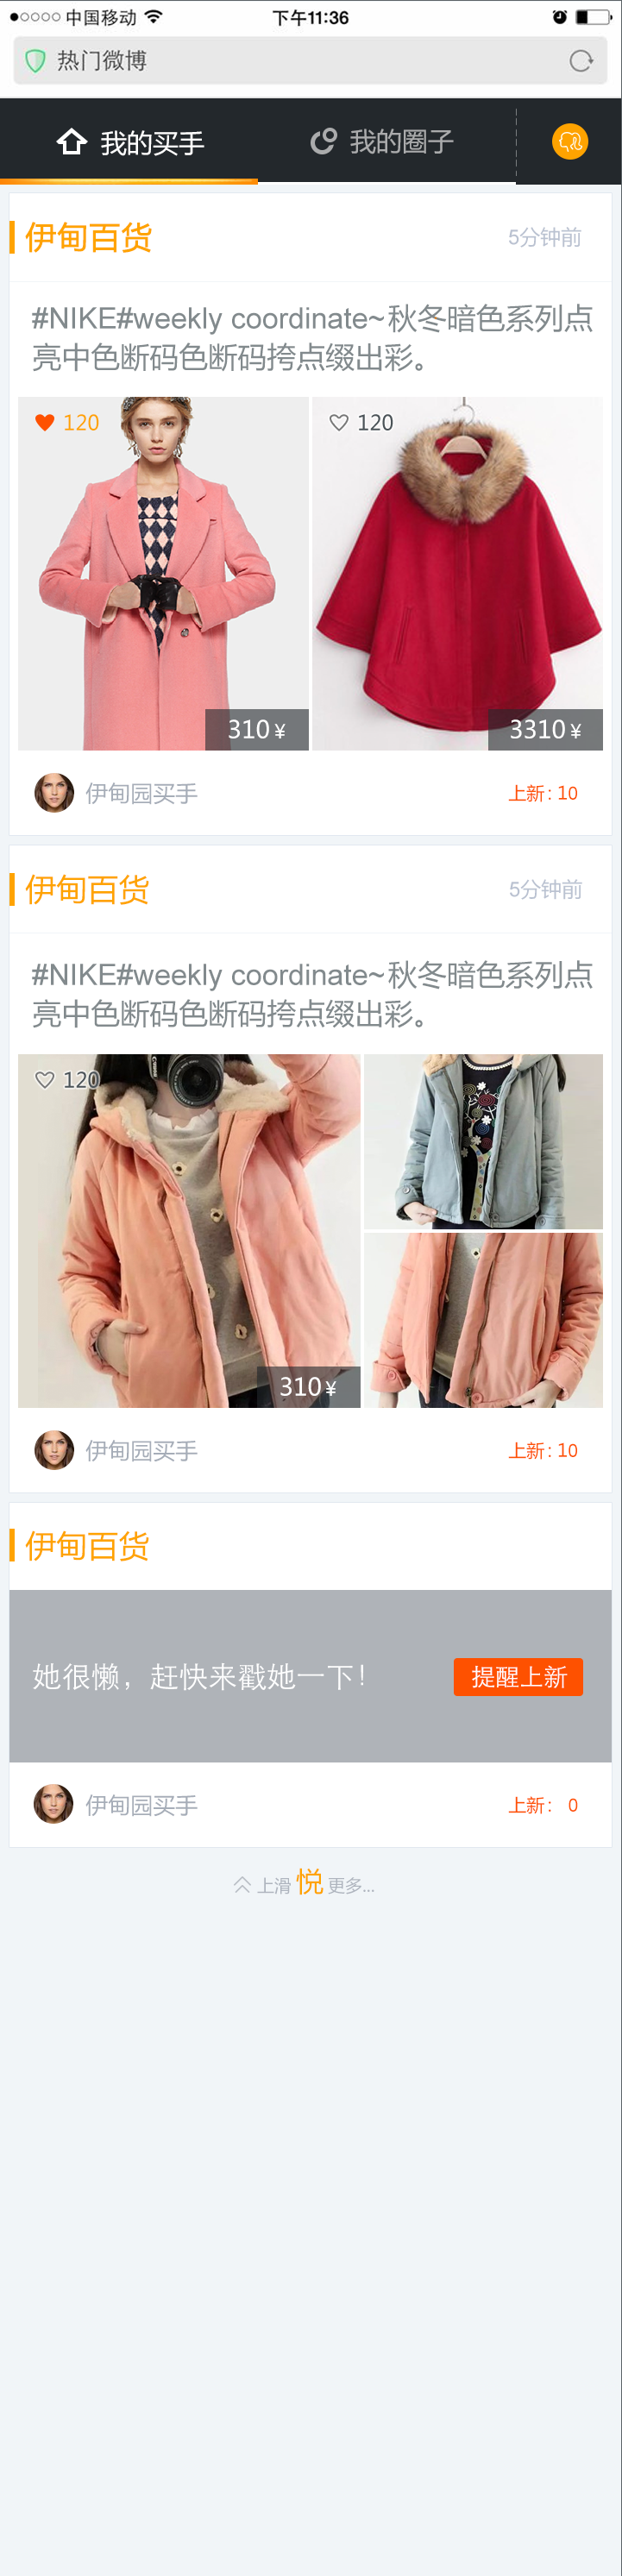 中国移动 下午11:36
热门微博
我的买手 我的圈子
伊甸百货 5分钟前
#NIKE#weekly coordinate~秋冬暗色系列点
亮中色断码色断码挎点缀出彩。
120 120
310¥ 3310¥
伊甸园买手 上新:10
伊甸百货 5分钟前
#NIKE#weekly coordinate~秋冬暗色系列点
亮中色断码色断码挎点缀出彩。
120
310¥
伊甸园买手 上新:10
伊甸百货
她很懒，赶快来戳她一下！ 提醒上新
伊甸园买手 上新： 0
上滑 悦 更多...